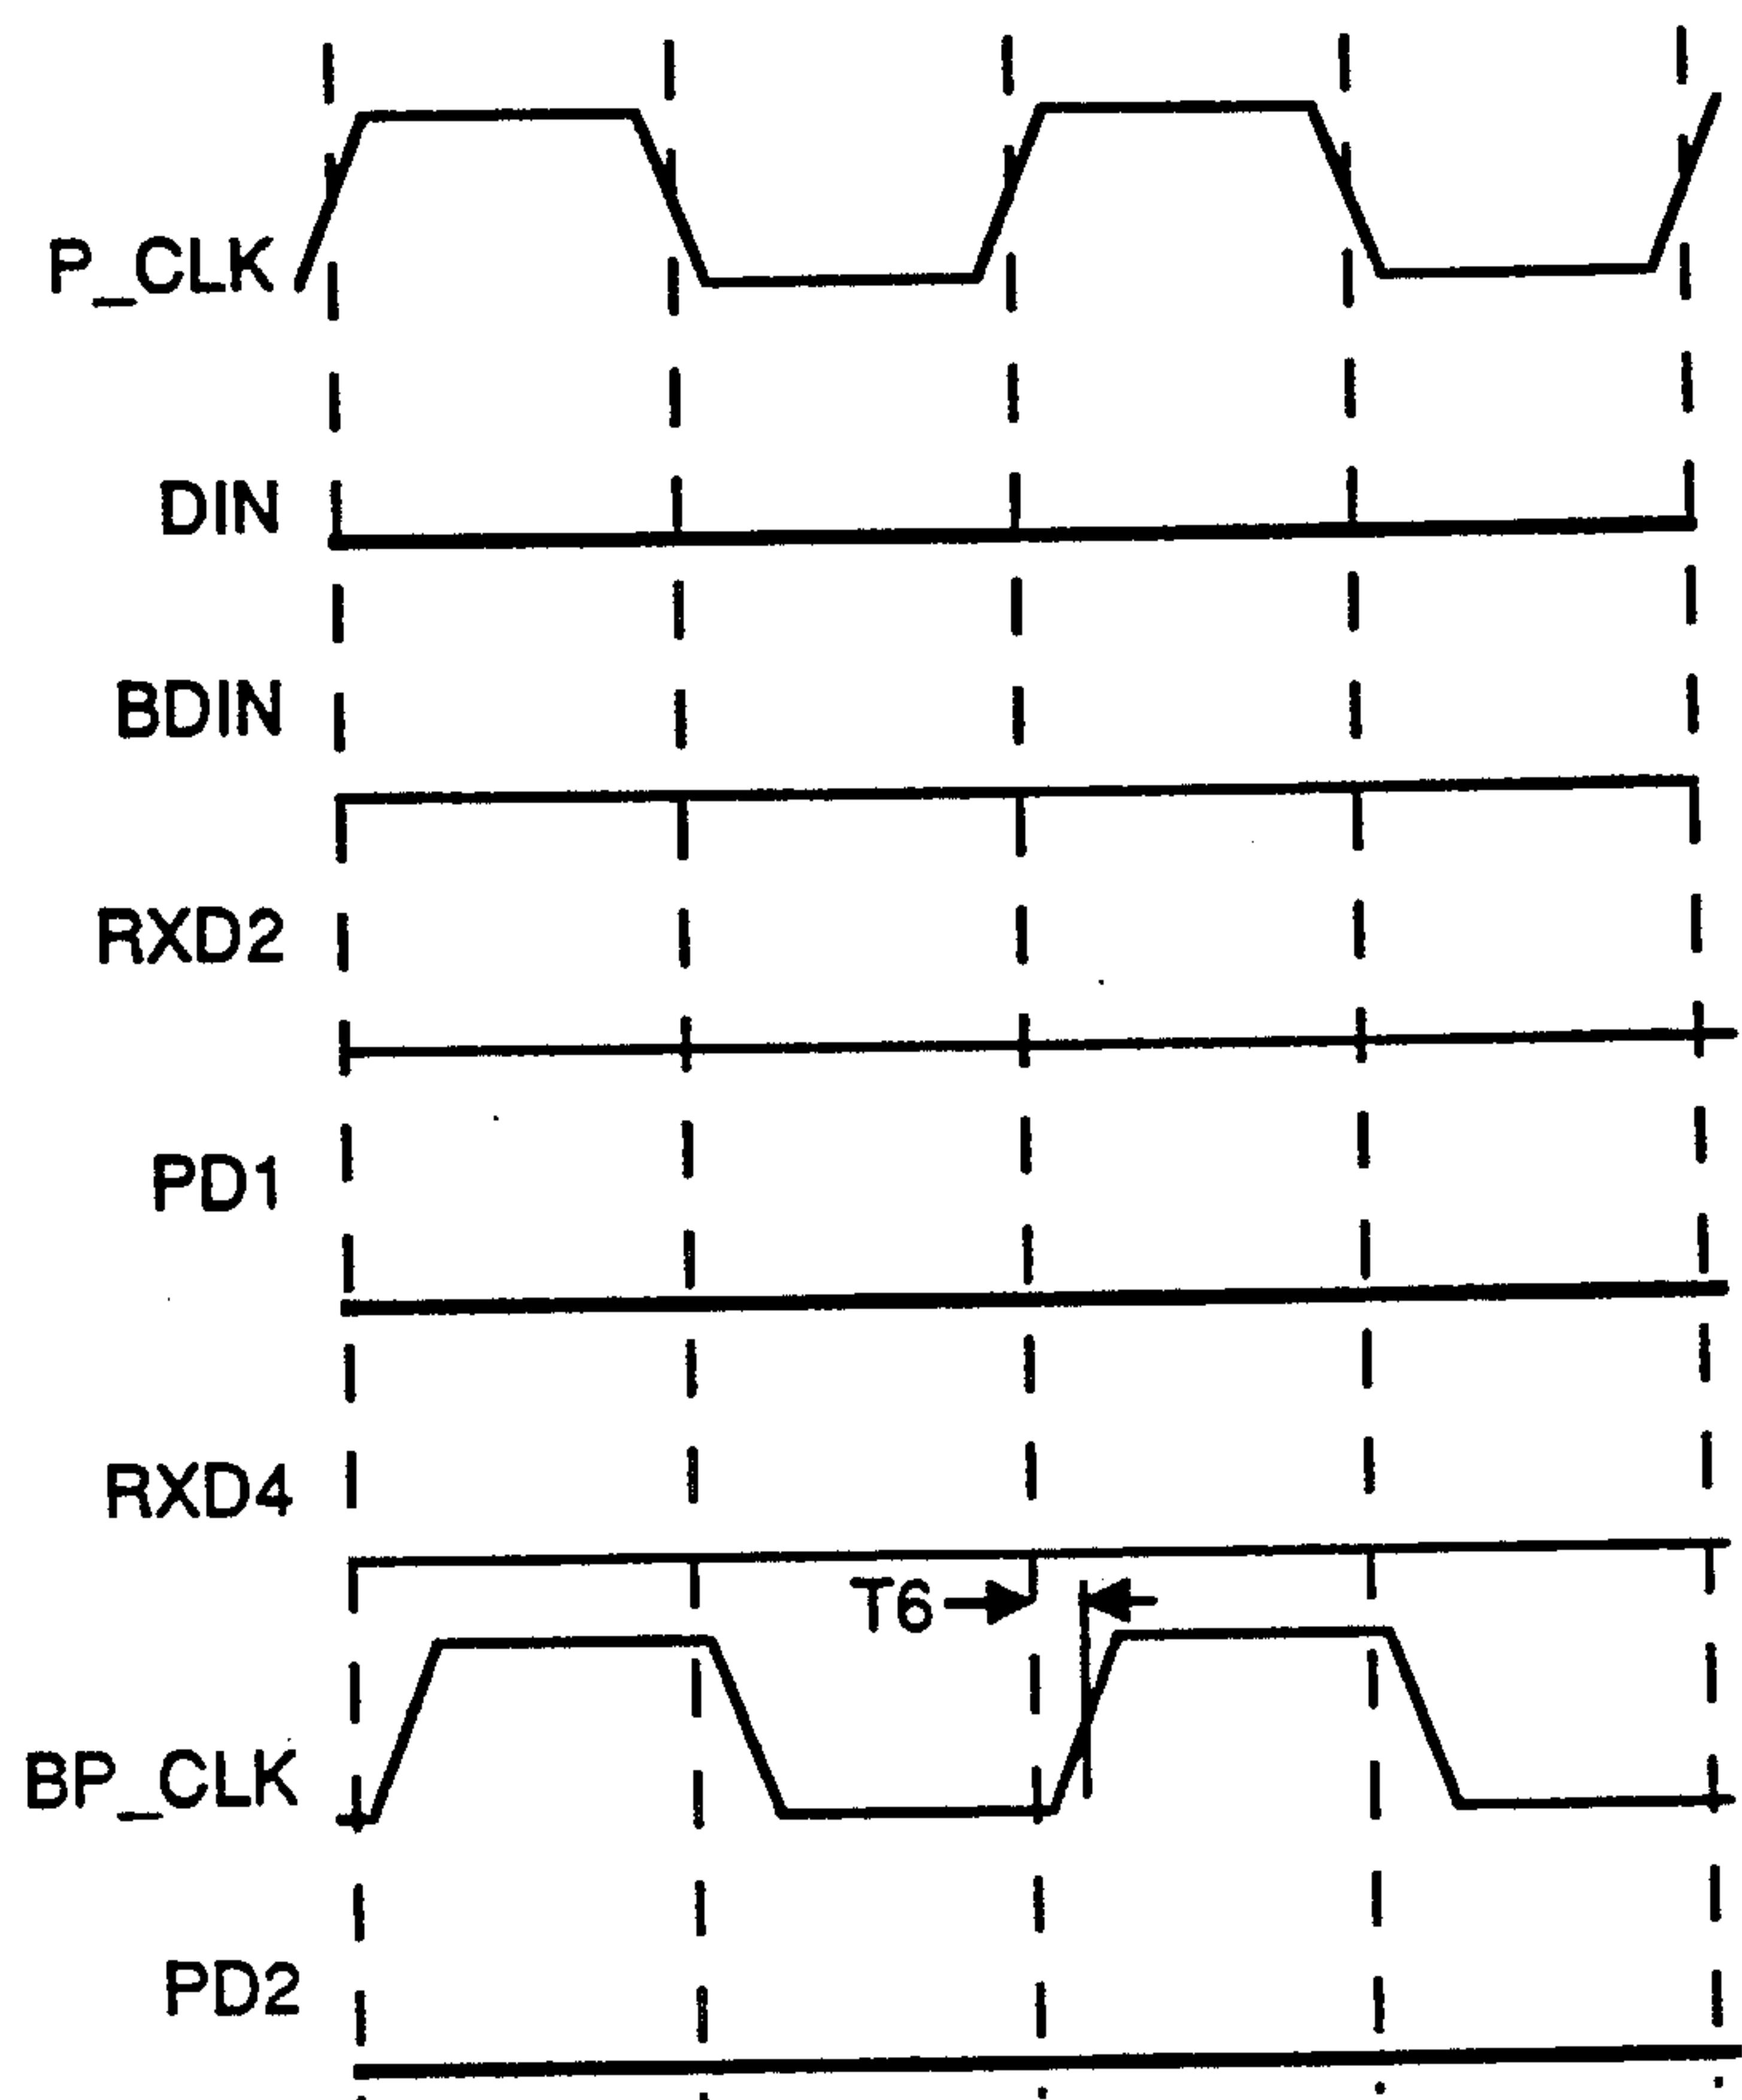 P_CLK
DIN
BDIN
RXD2
PD1
RXD4
T6
BP_CLK
PD2